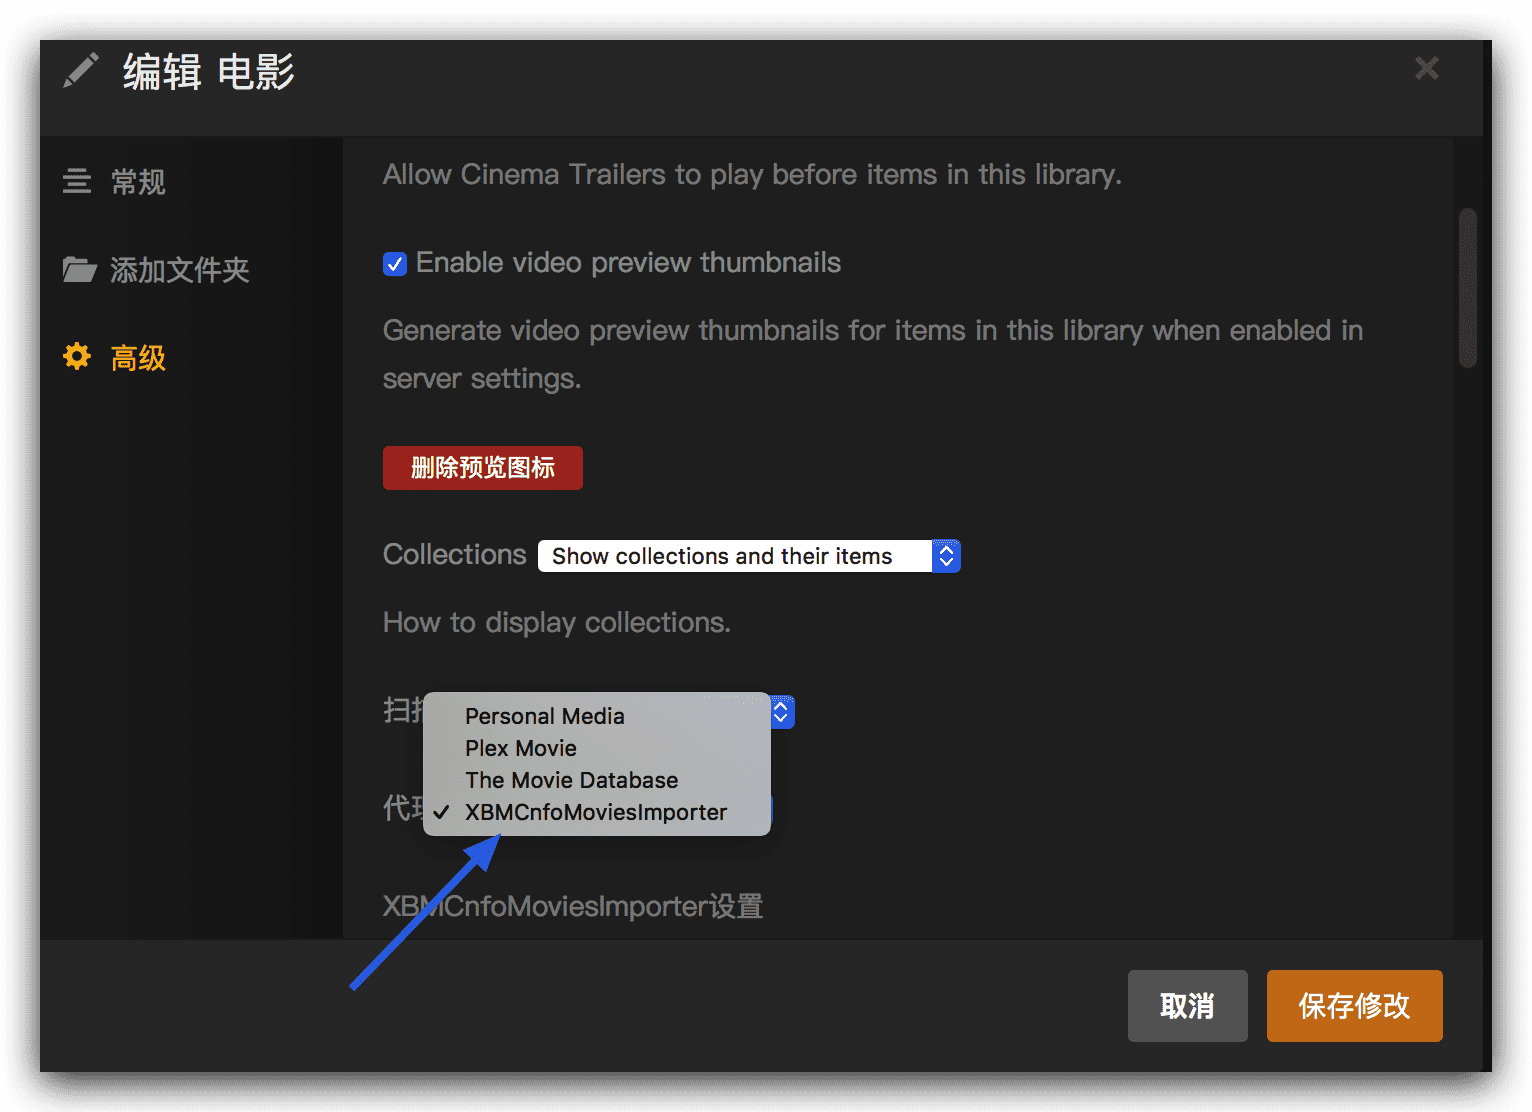 编辑 电影
常规
添加文件夹
高级
Allow Cinema Trailers to play before items in this library.
Enable video preview thumbnails
Generate video preview thumbnails for items in this library when enabled in
server settings.
删除预览图标
Collections Show collections and their items
How to display collections.
扫
Personal Media
Plex Movie
The Movie Database
代
XBMCnfoMoviesImporter
XBMCnfoMoviesImporter设置
取消
保存修改